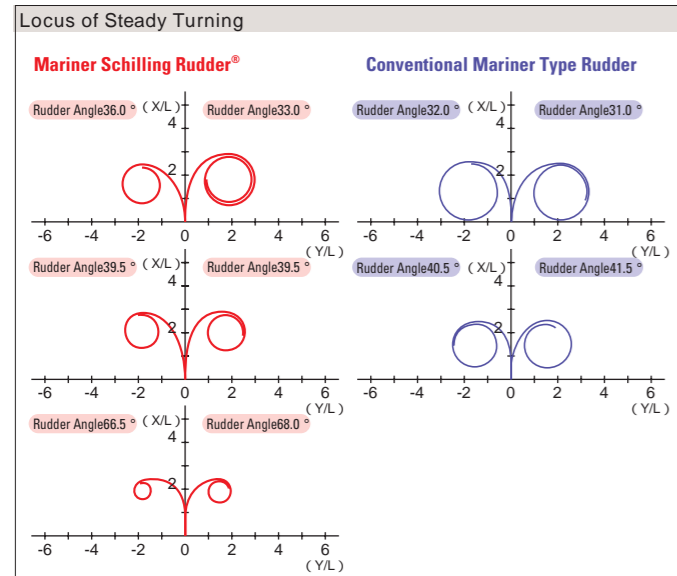 Locus of Steady Turning
Mariner Schilling Rudder®
Conventional Mariner Type Rudder
Rudder Angle36.0 °
(X/L)
Rudder Angle33.0 °
4
2
-6 -4 -2 0 2 4 6
(Y/L)
Rudder Angle32.0 °
(X/L)
Rudder Angle31.0 °
4
2
-6 -4 -2 0 2 4 6
(Y/L)
Rudder Angle39.5 °
(X/L)
Rudder Angle39.5 °
4
2
-6 -4 -2 0 2 4 6
(Y/L)
Rudder Angle40.5 °
(X/L)
Rudder Angle41.5 °
4
2
-6 -4 -2 0 2 4 6
(Y/L)
Rudder Angle66.5 °
(X/L)
Rudder Angle68.0 °
4
2
-6 -4 -2 0 2 4 6
(Y/L)